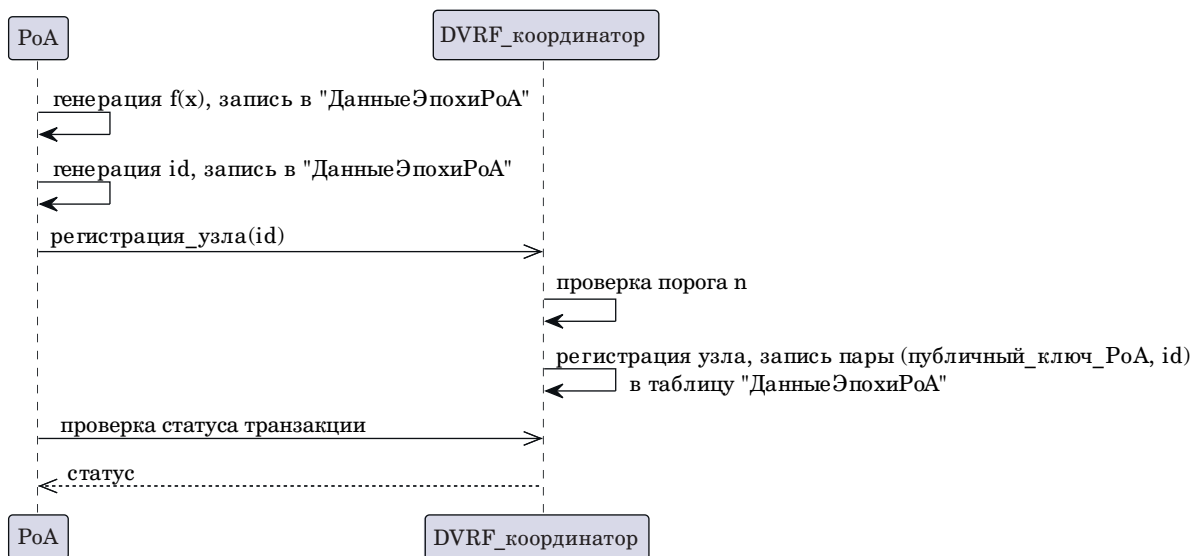 PoA
DVRF_координатор
генерация f(x), запись в "ДанныеЭпохиPoA"
генерация id, запись в "ДанныеЭпохиPoA"
регистрация_узла(id)
проверка порога n
регистрация узла, запись пары (публичный_ключ_PoA, id)
в таблицу "ДанныеЭпохиPoA"
проверка статуса транзакции
статус
PoA
DVRF_координатор